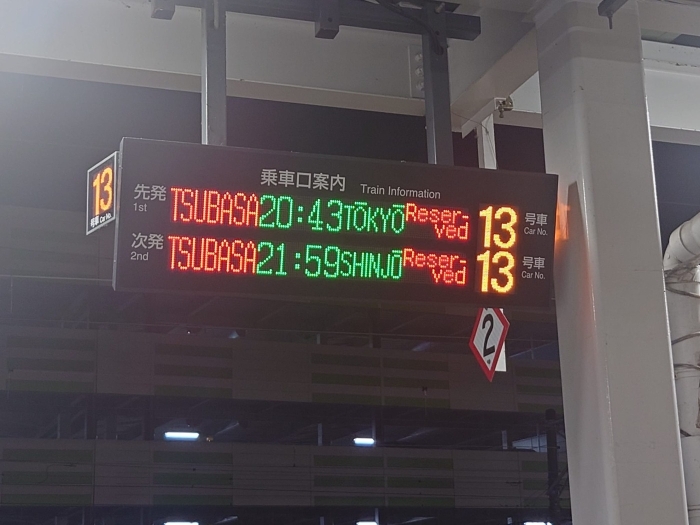 乗車口案内 Train Information
先発 1st TSUBASA 20:43 TŌKYŌ Reser-ved 13 号車 Car No.
次発 2nd TSUBASA 21:59 SHINJŌ Reser-ved 13 号車 Car No.
13 号車 Car No.
2